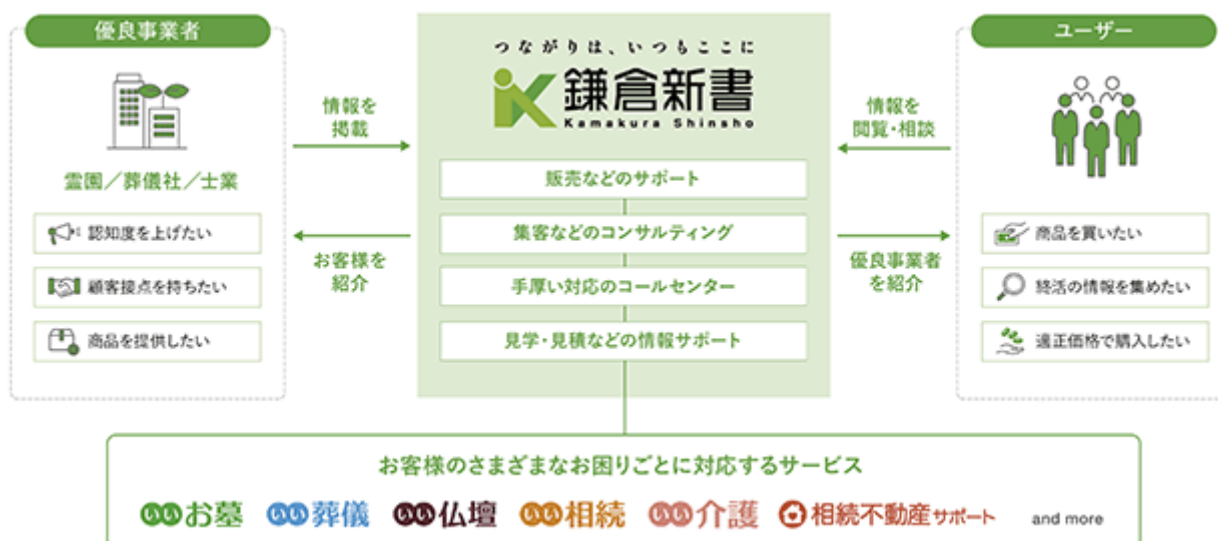 優良事業者
霊園／葬儀社／士業
認知度を上げたい
顧客接点を持ちたい
商品を提供したい
情報を
掲載
お客様を
紹介
つながりは、いつもここに
鎌倉新書
Kamakura Shinsho
販売などのサポート
集客などのコンサルティング
手厚い対応のコールセンター
見学・見積などの情報サポート
情報を
閲覧・相談
優良事業者
を紹介
ユーザー
商品を買いたい
終活の情報を集めたい
適正価格で購入したい
お客様のさまざまなお困りごとに対応するサービス
いいお墓 いい葬儀 いい仏壇 いい相続 いい介護 相続不動産サポート and more